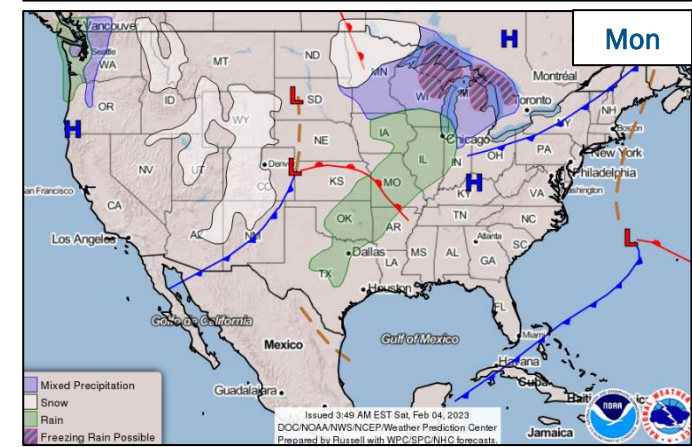 Mon
Vancouver
Seattle
WA
MT
ND
MN
H
Montréal
OR
ID
WY
L
SD
WI
Toronto
NH
Boston
H
NE
IA
Chicago
NY
New York
NV
UT
Denv
L
IL
IN
OH
PA
Philadelphia
San Francisco
CO
KS
MO
H
KY
VA
Washington
CA
OK
AR
TN
NC
Los Angeles
NM
Dallas
MS
AL
Atlanta
SC
L
LA
GA
TX
Houston
FL
Golfo de California
Mexico
Gulf of Mexico
Miami
Havana
Cuba
Guadalajara
Jamaica
Mixed Precipitation
Snow
Rain
Freezing Rain Possible
Issued 3:49 AM EST Sat, Feb 04, 2023
DOC/NOAA/NWS/NCEP/Weather Prediction Center
Prepared by Russell with WPC/SPC/NHC forecasts.
NOAA
NATIONAL WEATHER